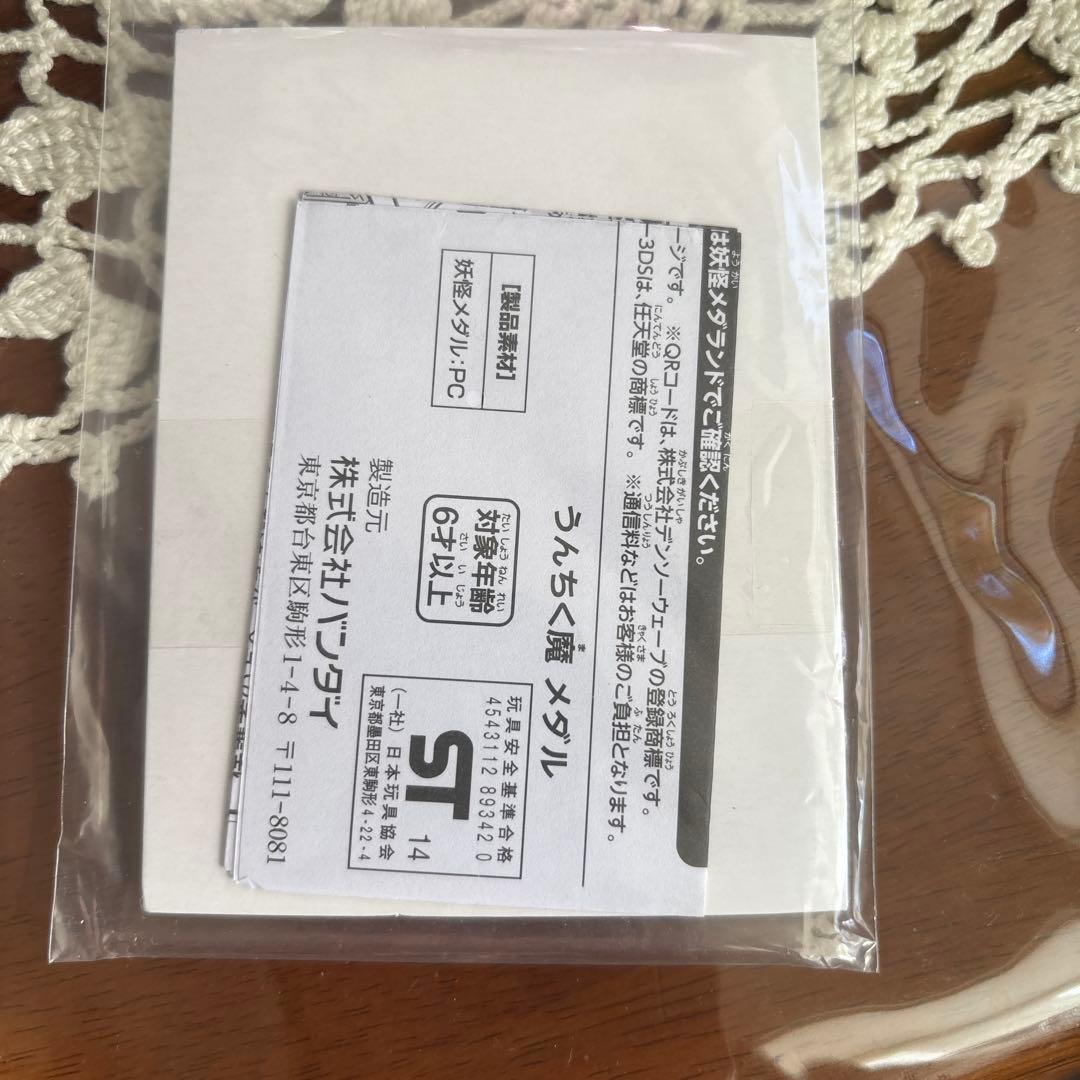 は妖怪メダランドでご確認ください。
ージです。 ※QRコードは、株式会社デンソーウェーブの登録商標です。
ー3DSは、任天堂の商標です。 ※通信料などはお客様のご負担となります。
うんちく魔 メダル
[製品素材]
妖怪メダル:PC
対象年齢
6才以上
玩具安全基準合格
4543112 89342 0
ST 14
(一社)日本玩具協会
東京都墨田区東駒形4-22-4
製造元
株式会社バンダイ
東京都台東区駒形1-4-8 〒111-8081